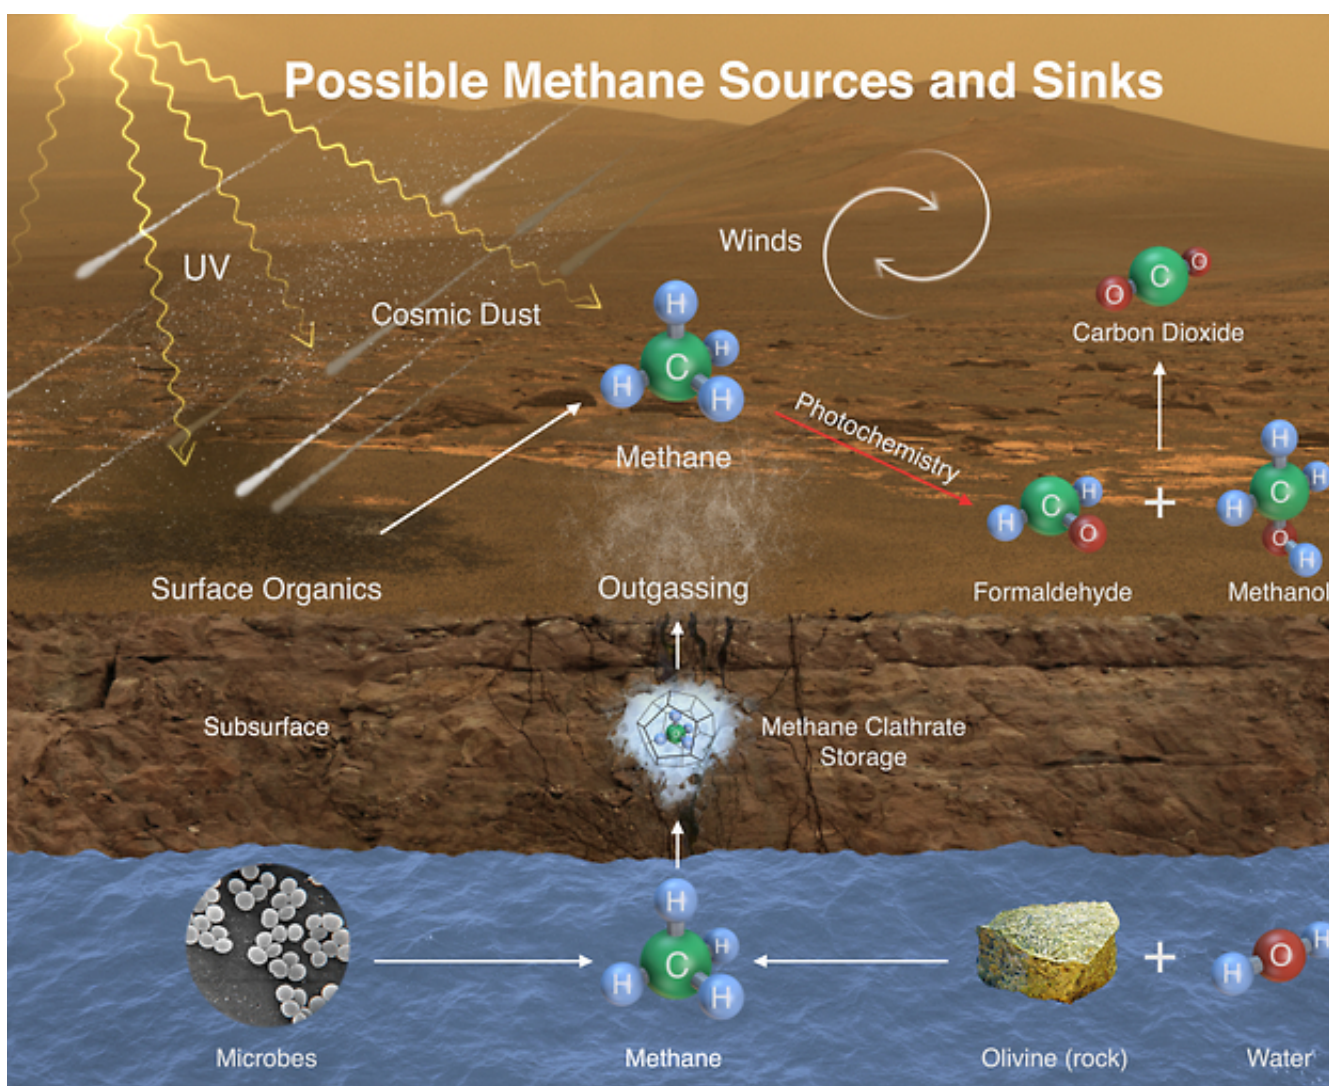 Possible Methane Sources and Sinks
UV
Winds
Cosmic Dust
O
C
O
Carbon Dioxide
H
H
C
H
H
Methane
Photochemistry
H
C
H
O
Formaldehyde
+
H
H
C
H
O
H
Methanol
Surface Organics
Outgassing
Subsurface
Methane Clathrate
Storage
H
H
C
H
H
+
H
O
H
Microbes
Methane
Olivine (rock)
Water